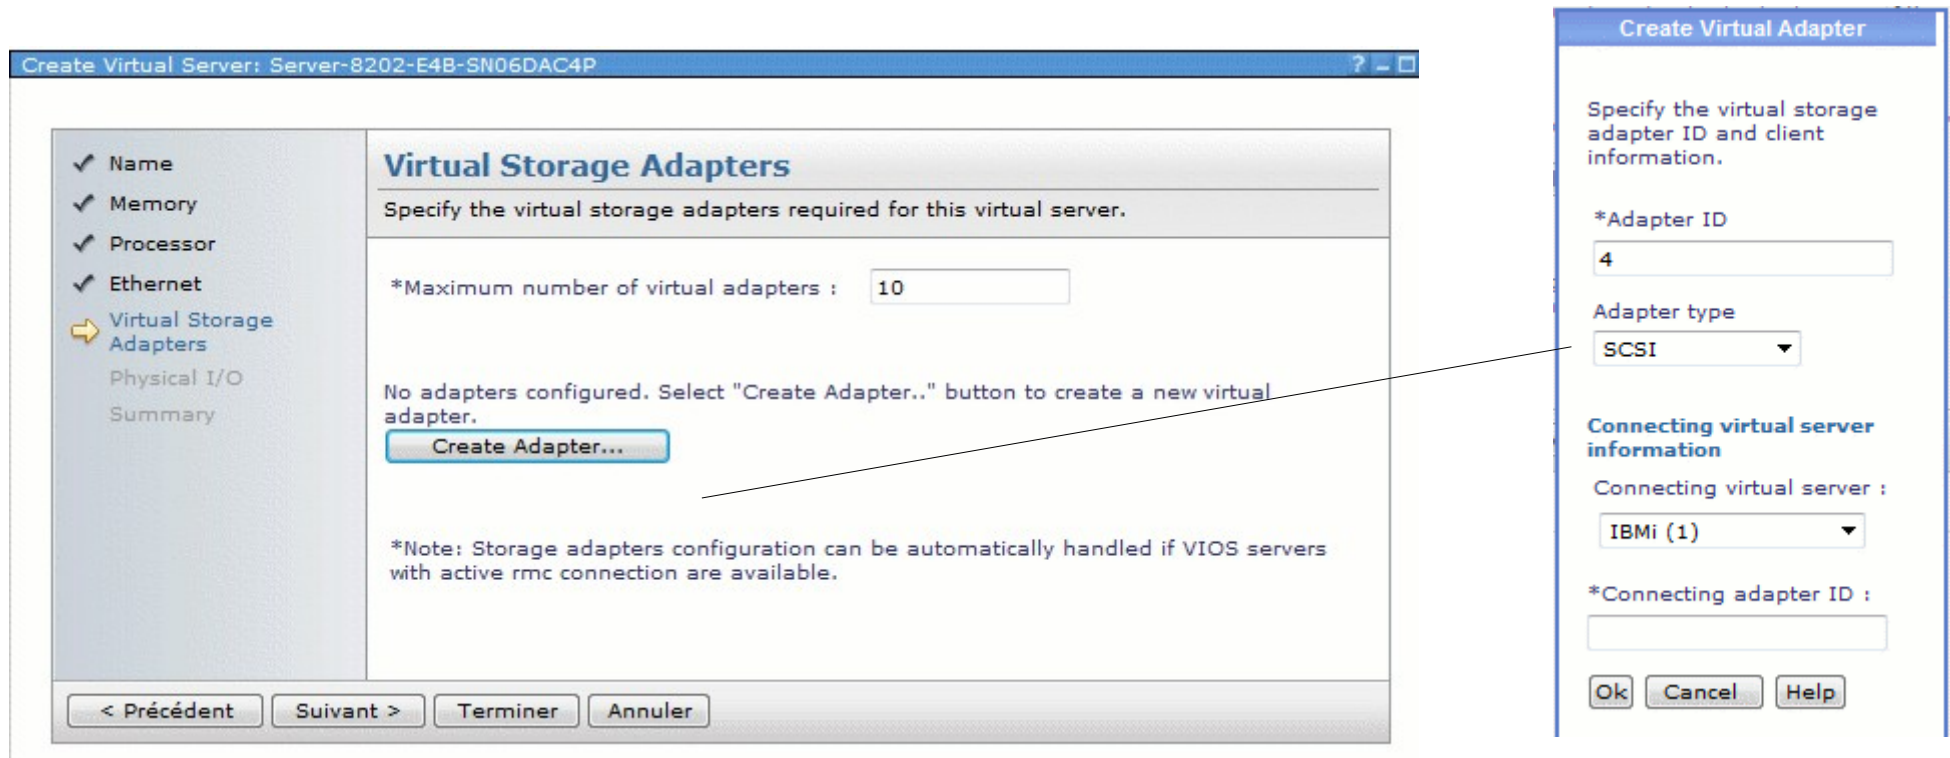 Create Virtual Server: Server-8202-E4B-SN06DAC4P ? – □
Name
Memory
Processor
Ethernet
Virtual Storage
Adapters
Physical I/O
Summary
Virtual Storage Adapters
Specify the virtual storage adapters required for this virtual server.
*Maximum number of virtual adapters : 10
No adapters configured. Select "Create Adapter.." button to create a new virtual
adapter.
Create Adapter...
*Note: Storage adapters configuration can be automatically handled if VIOS servers
with active rmc connection are available.
< Précédent Suivant > Terminer Annuler
Create Virtual Adapter
Specify the virtual storage
adapter ID and client
information.
*Adapter ID
4
Adapter type
SCSI
Connecting virtual server
information
Connecting virtual server :
IBMi (1)
*Connecting adapter ID :
Ok Cancel Help